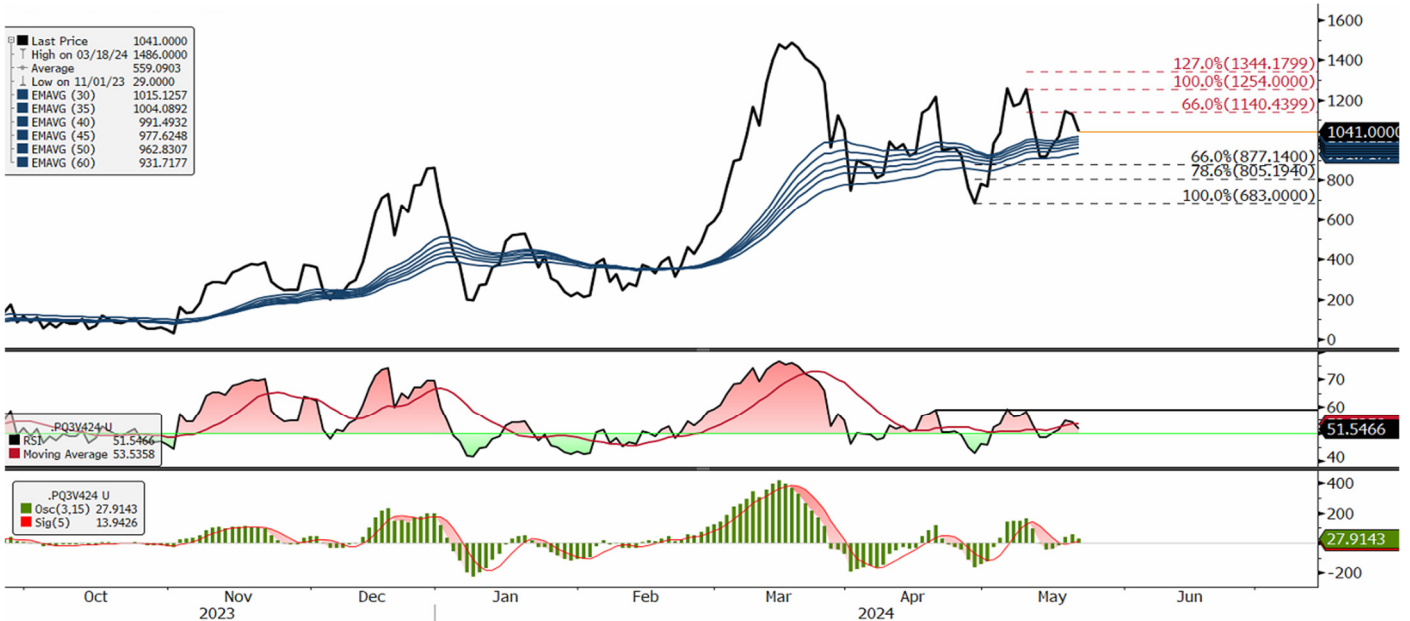 Last Price 1041.0000
High on 03/18/24 1486.0000
Average 559.0903
Low on 11/01/23 29.0000
EMAVG (30) 1015.1257
EMAVG (35) 1004.0892
EMAVG (40) 991.4932
EMAVG (45) 977.6248
EMAVG (50) 962.8307
EMAVG (60) 931.7177
127.0%(1344.1799)
100.0%(1254.0000)
66.0%(1140.4399)
66.0%(877.1400)
78.6%(805.1940)
100.0%(683.0000)
1600
1400
1200
1041.0000
800
600
400
200
0
.PQ3V424 U
RSI 51.5466
Moving Average 53.5358
70
60
51.5466
40
.PQ3V424 U
Osc(3,15) 27.9143
Sig(5) 13.9426
400
200
27.9143
-200
Oct Nov Dec Jan Feb Mar Apr May Jun
2023 2024